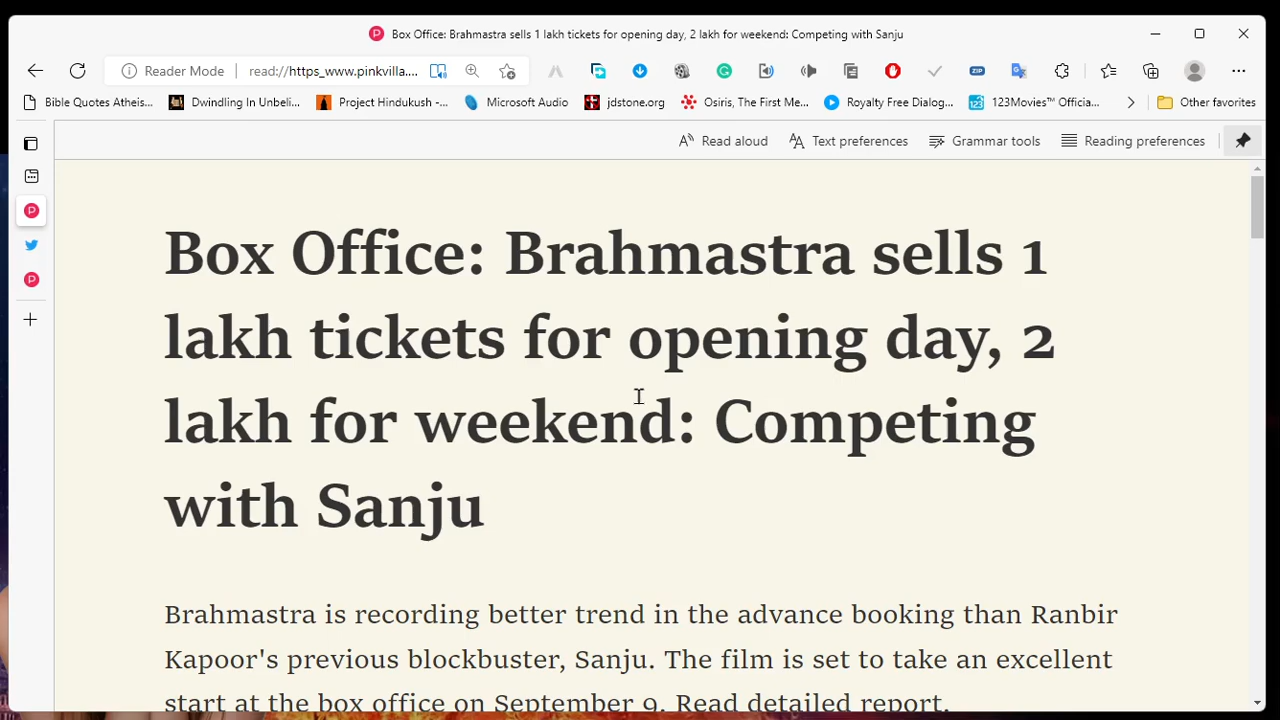 Box Office: Brahmastra sells 1 lakh tickets for opening day, 2 lakh for weekend: Competing with Sanju
Reader Mode
read://https_www.pinkvilla....
ZIP
Bible Quotes Atheis...
Dwindling In Unbeli...
Project Hindukush -...
Microsoft Audio
jdstone.org
Osiris, The First Me...
Royalty Free Dialog...
123Movies™ Officia...
Other favorites
Read aloud
Text preferences
Grammar tools
Reading preferences
Box Office: Brahmastra sells 1
lakh tickets for opening day, 2
lakh for weekend: Competing
with Sanju
Brahmastra is recording better trend in the advance booking than Ranbir
Kapoor's previous blockbuster, Sanju. The film is set to take an excellent
start at the box office on September 9. Read detailed report.